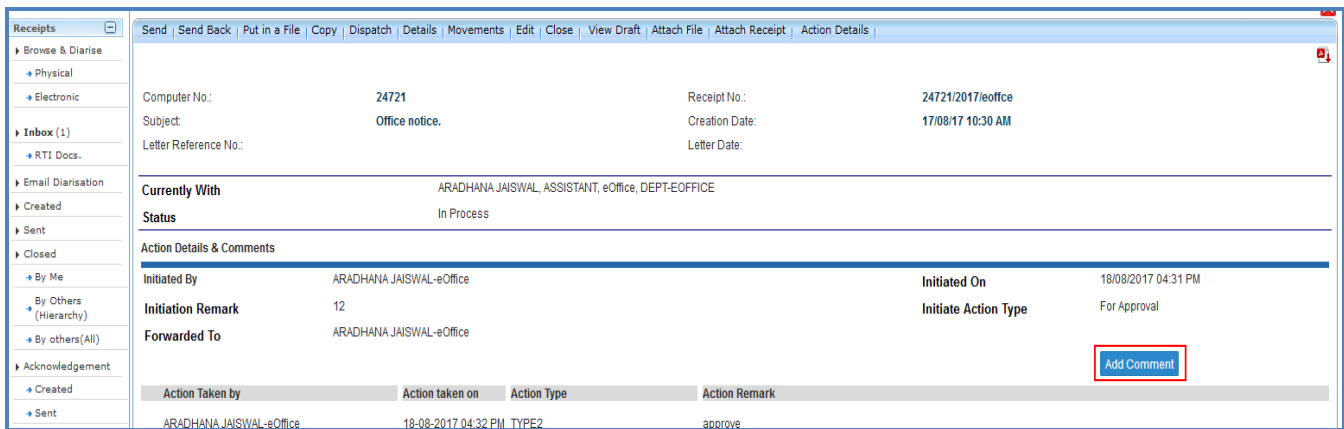 Receipts
Browse & Diarise
Physical
Electronic
Inbox (1)
RTI Docs.
Email Diarisation
Created
Sent
Closed
By Me
By Others
(Hierarchy)
By others(All)
Acknowledgement
Created
Sent
Send | Send Back | Put in a File | Copy | Dispatch | Details | Movements | Edit | Close | View Draft | Attach File | Attach Receipt | Action Details |
Computer No.: 24721 Receipt No.: 24721/2017/eoffce
Subject: Office notice. Creation Date: 17/08/17 10:30 AM
Letter Reference No.: Letter Date:
Currently With ARADHANA JAISWAL, ASSISTANT, eOffice, DEPT-EOFFICE
Status In Process
Action Details & Comments
Initiated By ARADHANA JAISWAL-eOffice Initiated On 18/08/2017 04:31 PM
Initiation Remark 12 Initiate Action Type For Approval
Forwarded To ARADHANA JAISWAL-eOffice
Add Comment
Action Taken by Action taken on Action Type Action Remark
ARADHANA JAISWAL-eOffice 18-08-2017 04:32 PM TYPE2 approve